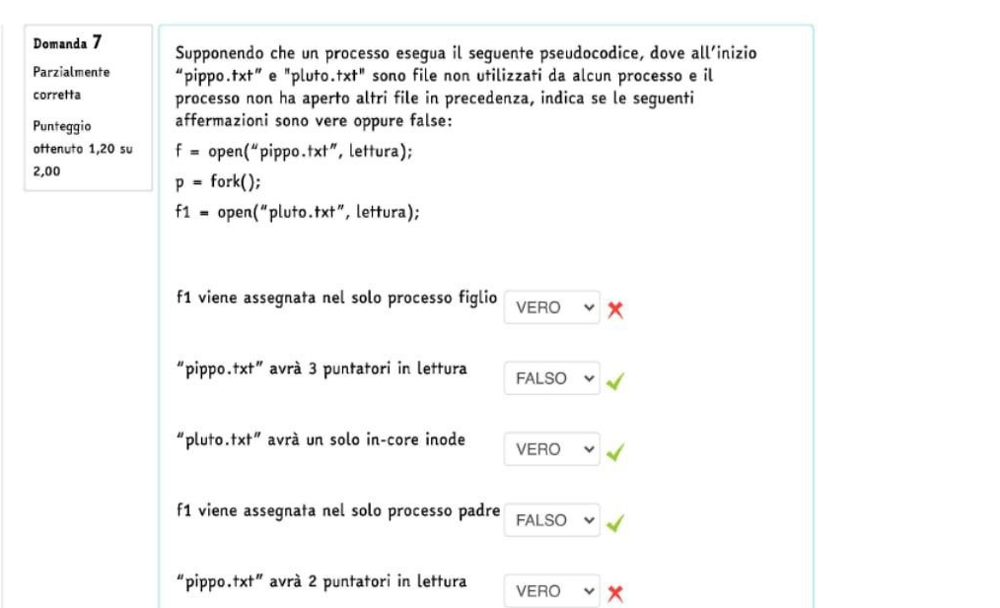 Domanda 7
Parzialmente
corretta
Punteggio
ottenuto 1,20 su
2,00
Supponendo che un processo esegua il seguente pseudocodice, dove all'inizio
“pippo.txt” e "pluto.txt" sono file non utilizzati da alcun processo e il
processo non ha aperto altri file in precedenza, indica se le seguenti
affermazioni sono vere oppure false:
f = open(“pippo.txt”, lettura);
p = fork();
f1 = open(“pluto.txt”, lettura);
f1 viene assegnata nel solo processo figlio VERO
“pippo.txt” avrà 3 puntatori in lettura FALSO
“pluto.txt” avrà un solo in-core inode VERO
f1 viene assegnata nel solo processo padre FALSO
“pippo.txt” avrà 2 puntatori in lettura VERO